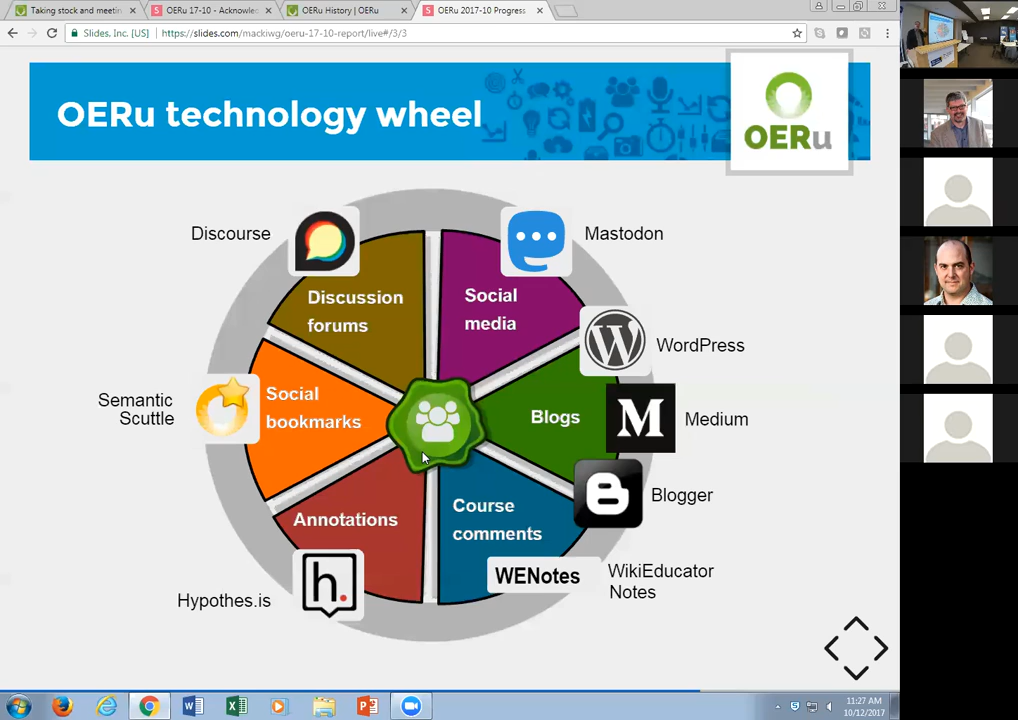 Taking stock and meetin
OERu 17-10 - Acknowle
OERu History | OERu
OERu 2017-10 Progress
Slides, Inc. [US]
https://slides.com/mackiwg/oeru-17-10-report/live#/3/3
OERu technology wheel
OERu
Discourse
Mastodon
Discussion
forums
Social
media
WordPress
Semantic
Scuttle
Social
bookmarks
Blogs
M
Medium
Blogger
Annotations
Course
comments
h.
Hypothes.is
WENotes
WikiEducator
Notes
11:27 AM
10/12/2017